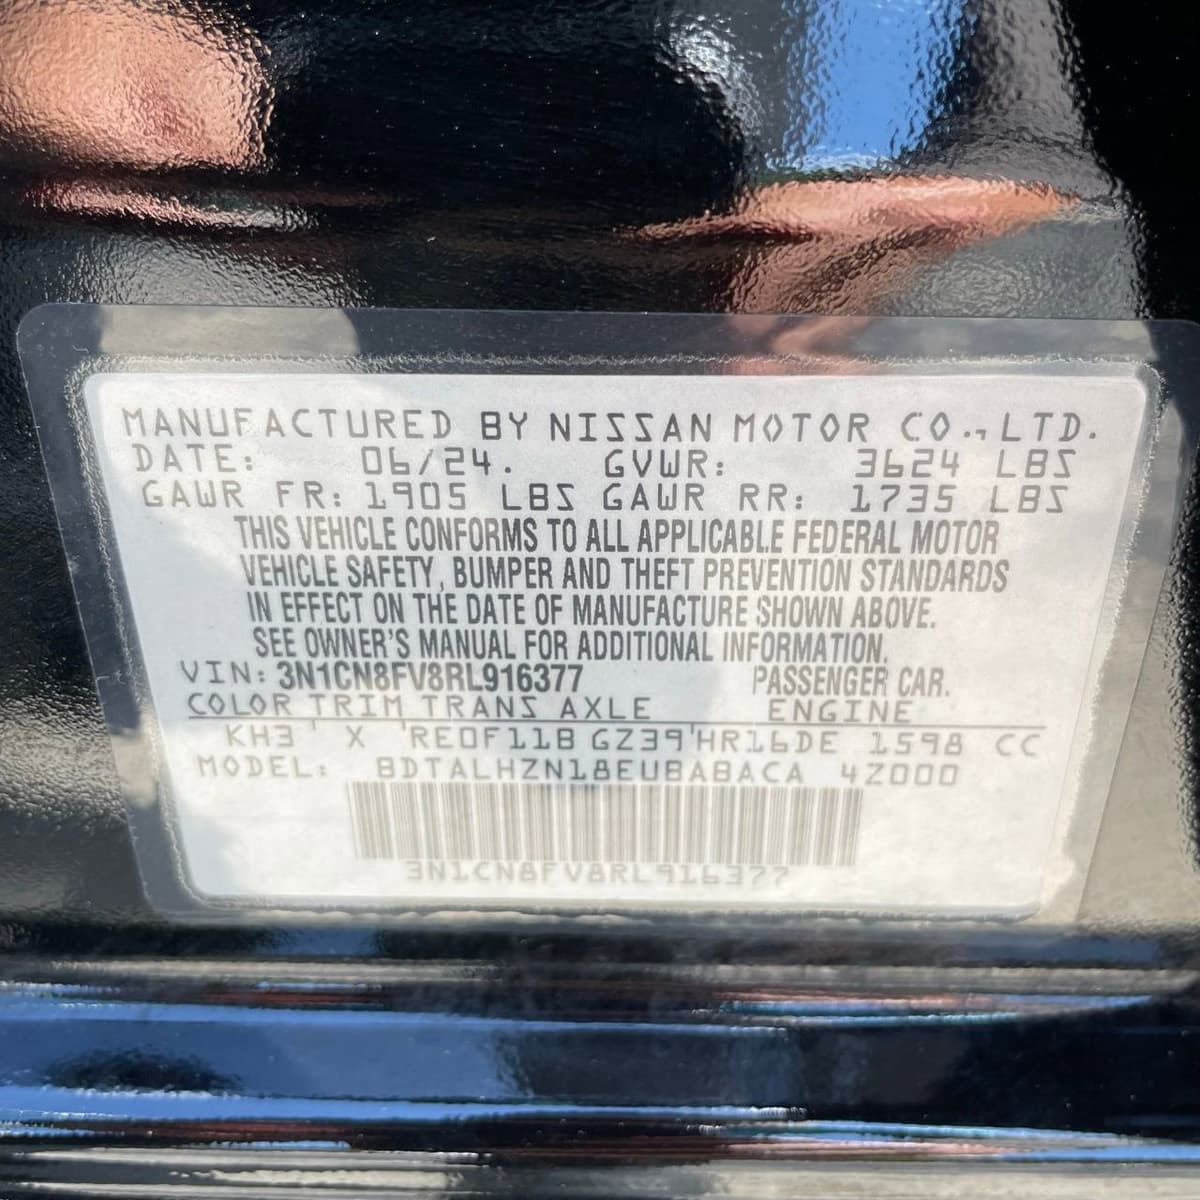 MANUFACTURED BY NISSAN MOTOR CO., LTD.
DATE: 06/24. GVWR: 3624 LBS
GAWR FR: 1905 LBS GAWR RR: 1735 LBS
THIS VEHICLE CONFORMS TO ALL APPLICABLE FEDERAL MOTOR
VEHICLE SAFETY, BUMPER AND THEFT PREVENTION STANDARDS
IN EFFECT ON THE DATE OF MANUFACTURE SHOWN ABOVE.
SEE OWNER'S MANUAL FOR ADDITIONAL INFORMATION.
VIN: 3N1CN8FV8RL916377 PASSENGER CAR.
COLOR TRIM TRANS AXLE ENGINE
KH3 ' X 'RE0F11B GZ39'HR16DE 1598 CC
MODEL: BDTALHZN18EUBABACA 4Z000
3N1CN8FV8RL916377